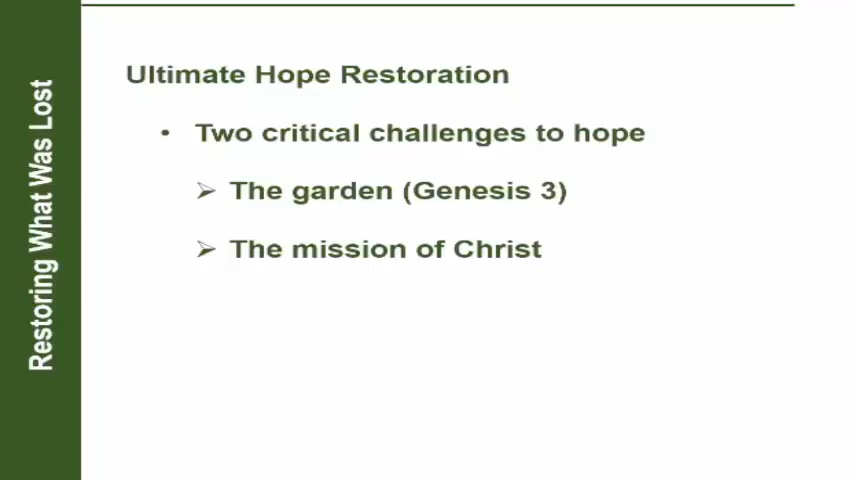 Restoring What Was Lost
Ultimate Hope Restoration
• Two critical challenges to hope
➢ The garden (Genesis 3)
➢ The mission of Christ